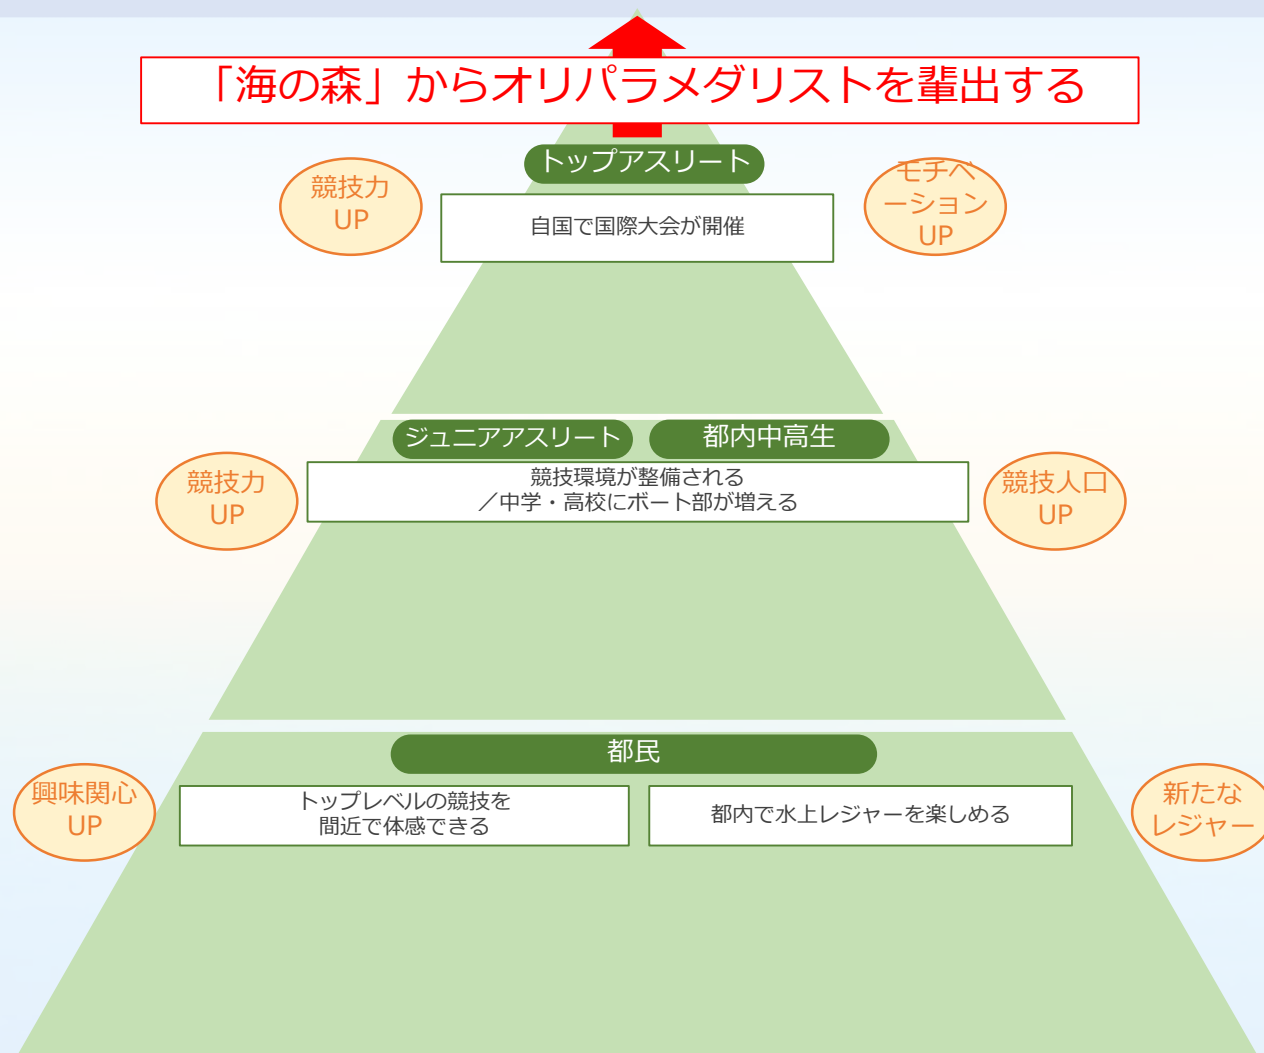 「海の森」からオリパラメダリストを輩出する
トップアスリート
競技力
UP
自国で国際大会が開催
モチベ
ーション
UP
ジュニアアスリート
都内中高生
競技力
UP
競技環境が整備される
／中学・高校にボート部が増える
競技人口
UP
都民
興味関心
UP
トップレベルの競技を
間近で体感できる
都内で水上レジャーを楽しめる
新たな
レジャー